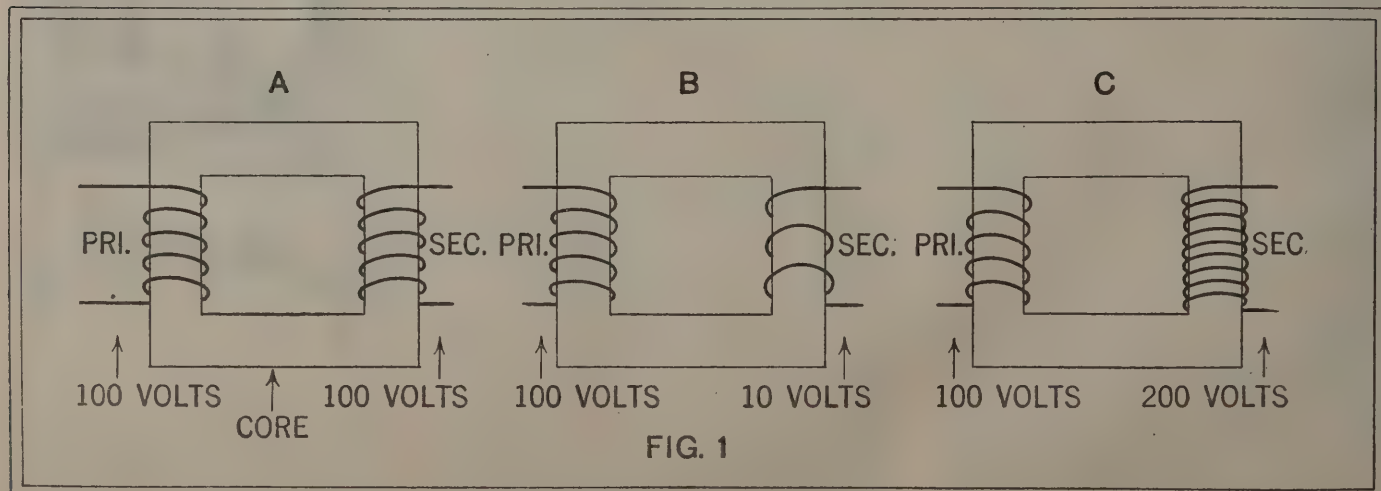 A B C
PRI. SEC. PRI. SEC. PRI. SEC.
100 VOLTS 100 VOLTS 100 VOLTS 10 VOLTS 100 VOLTS 200 VOLTS
CORE
FIG. 1